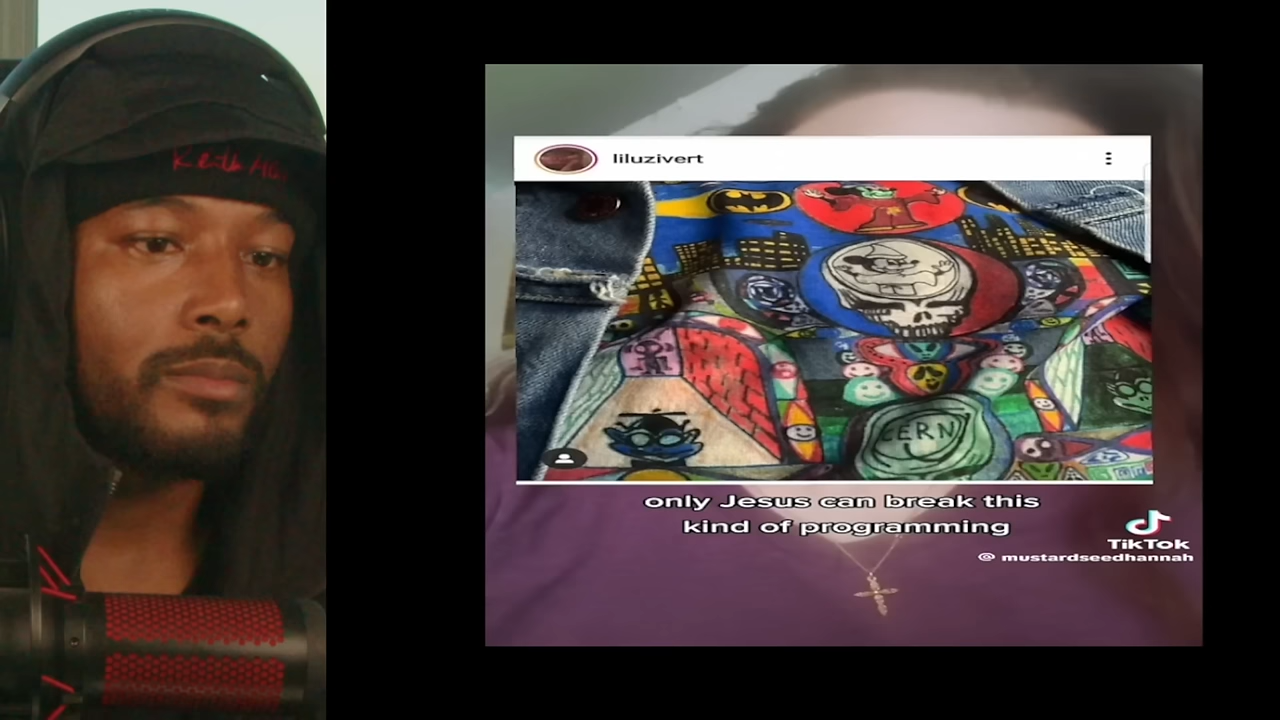 liluzivert
CERN
only Jesus can break this
kind of programming
TikTok
@ mustardseedhannah